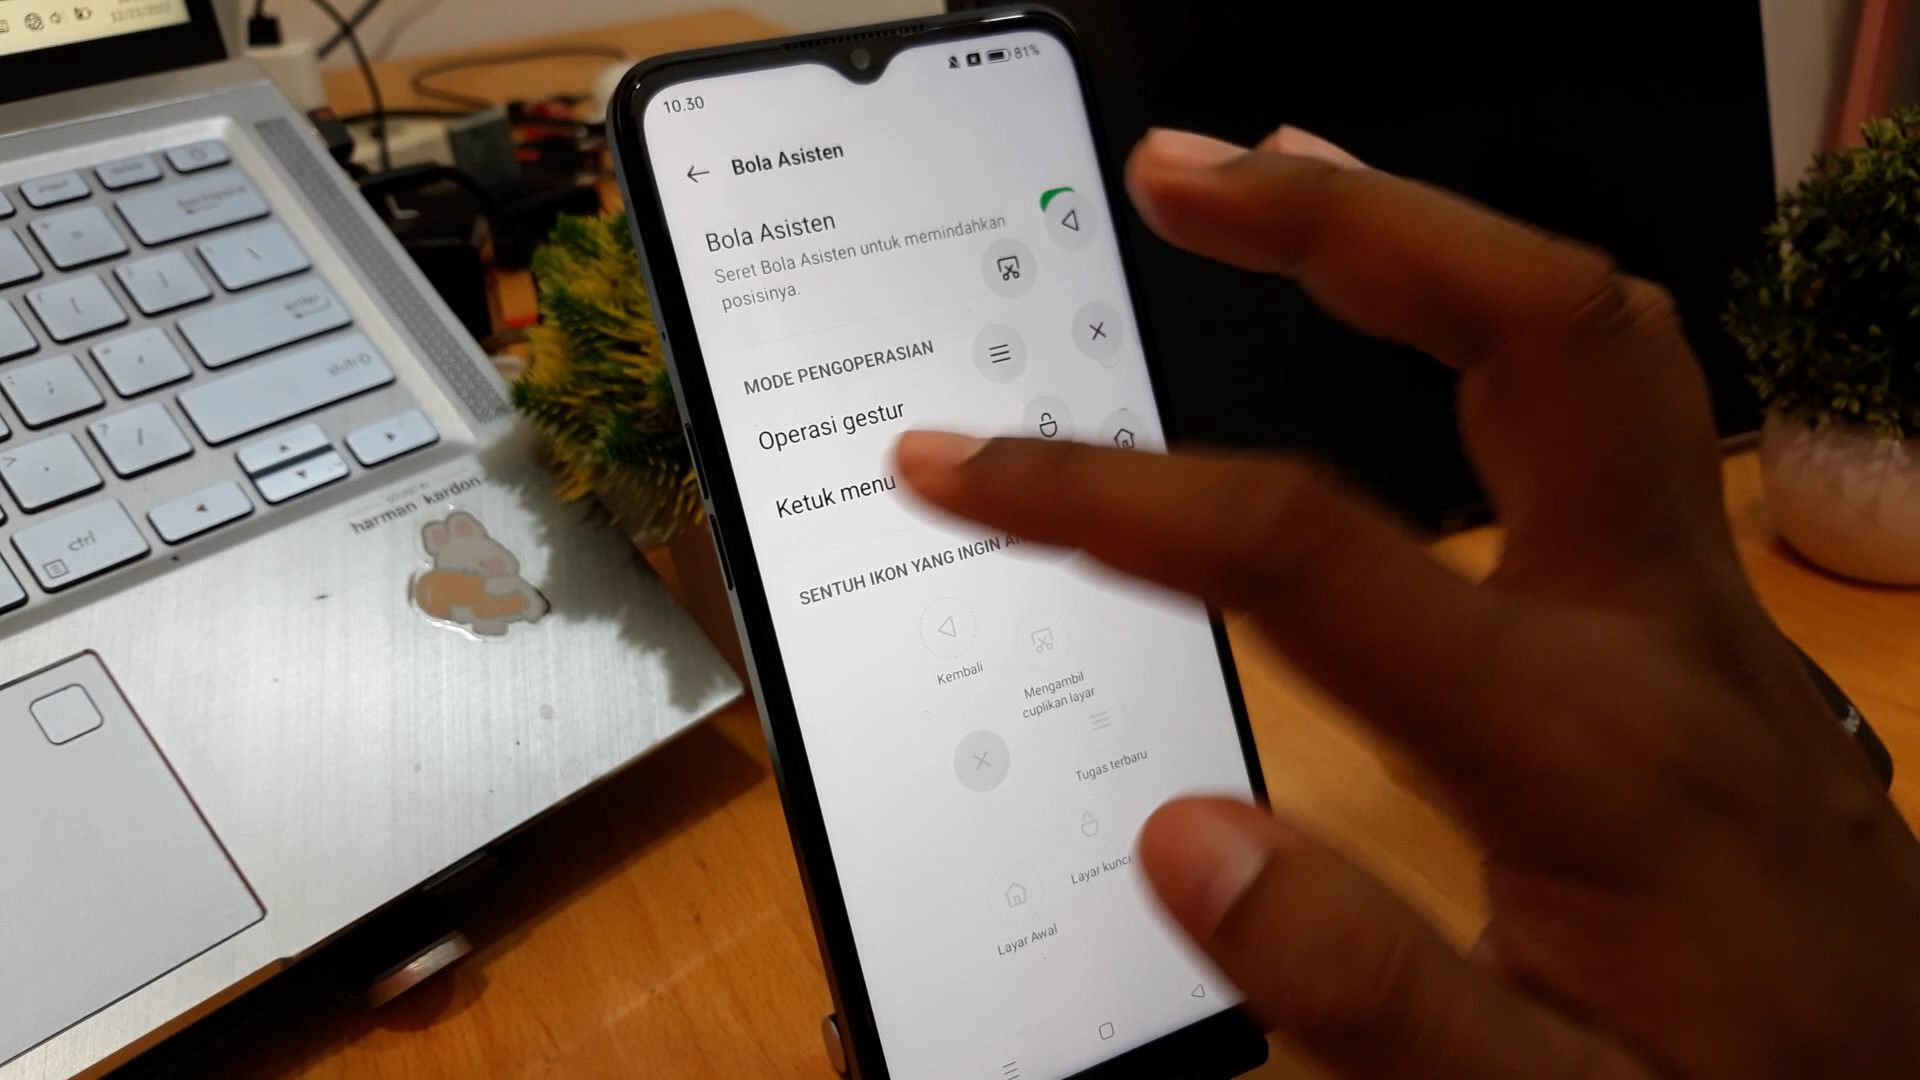 10.30
81%
Bola Asisten
Bola Asisten
Seret Bola Asisten untuk memindahkan
posisinya.
MODE PENGOPERASIAN
Operasi gestur
Ketuk menu
SENTUH IKON YANG INGIN
Kembali
Mengambil
cuplikan layar
Tugas terbaru
Layar kunci
Layar Awal
backspace
enter
shift
ctrl
harman kardon